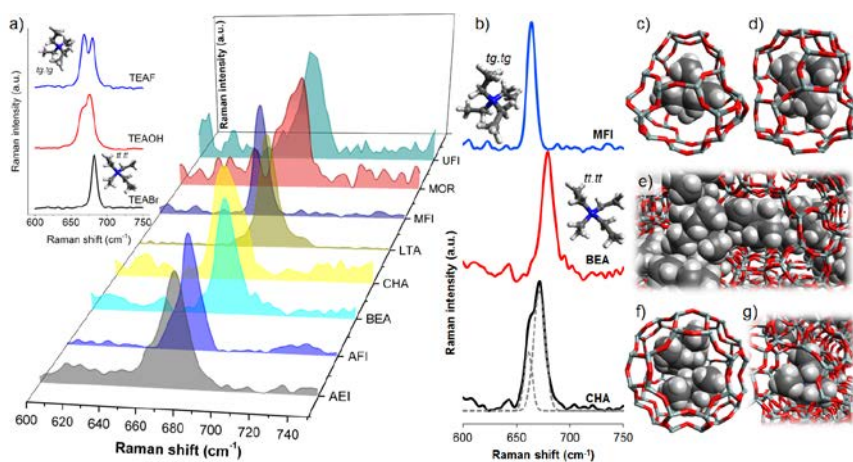 a)
Raman intensity (a.u.)
tg.tg
TEAF
TEAOH
tt.tt
TEABr
600 650 700 750
Raman shift (cm-1)
Raman intensity (a.u.)
UFI
MOR
MFI
LTA
CHA
BEA
AFI
AEI
600 620 640 660 680 700 720 740
Raman shift (cm-1)
b)
Raman intensity (a.u.)
tg.tg
MFI
tt.tt
BEA
CHA
600 650 700 750
Raman shift (cm-1)
c)
d)
e)
f)
g)